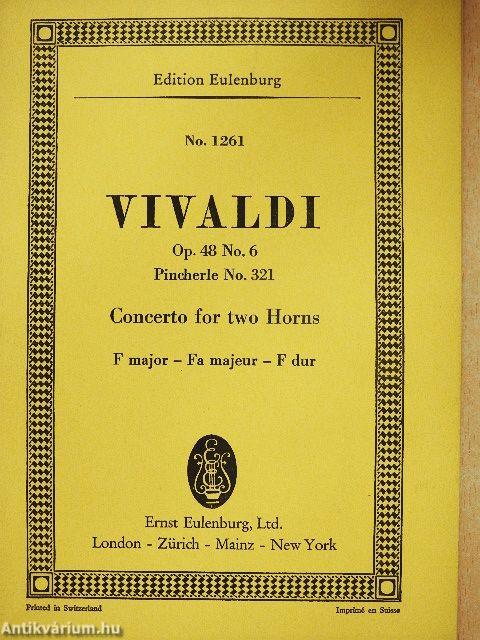 Edition Eulenburg
No. 1261
VIVALDI
Op. 48 No. 6
Pincherle No. 321
Concerto for two Horns
F major – Fa majeur – F dur
E E
Ernst Eulenburg, Ltd.
London - Zürich - Mainz - New York
Printed in Switzerland Imprimé en Suisse
Antikvárium.hu